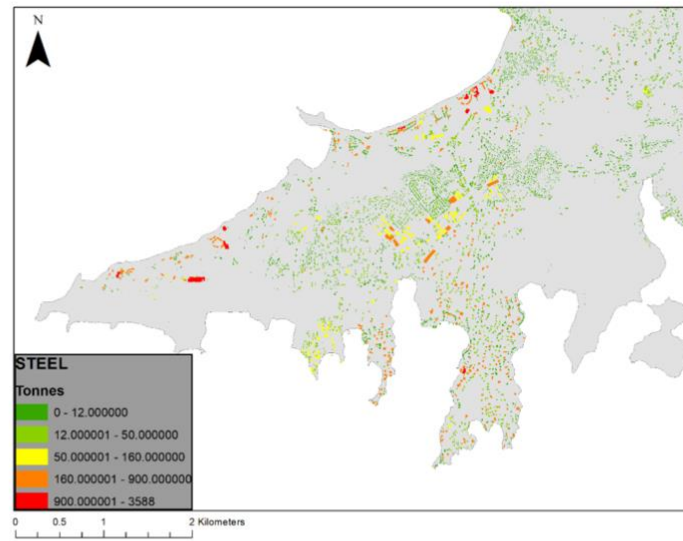 N
STEEL
Tonnes
0 - 12.000000
12.000001 - 50.000000
50.000001 - 160.000000
160.000001 - 900.000000
900.000001 - 3588
0 0.5 1 2 Kilometers